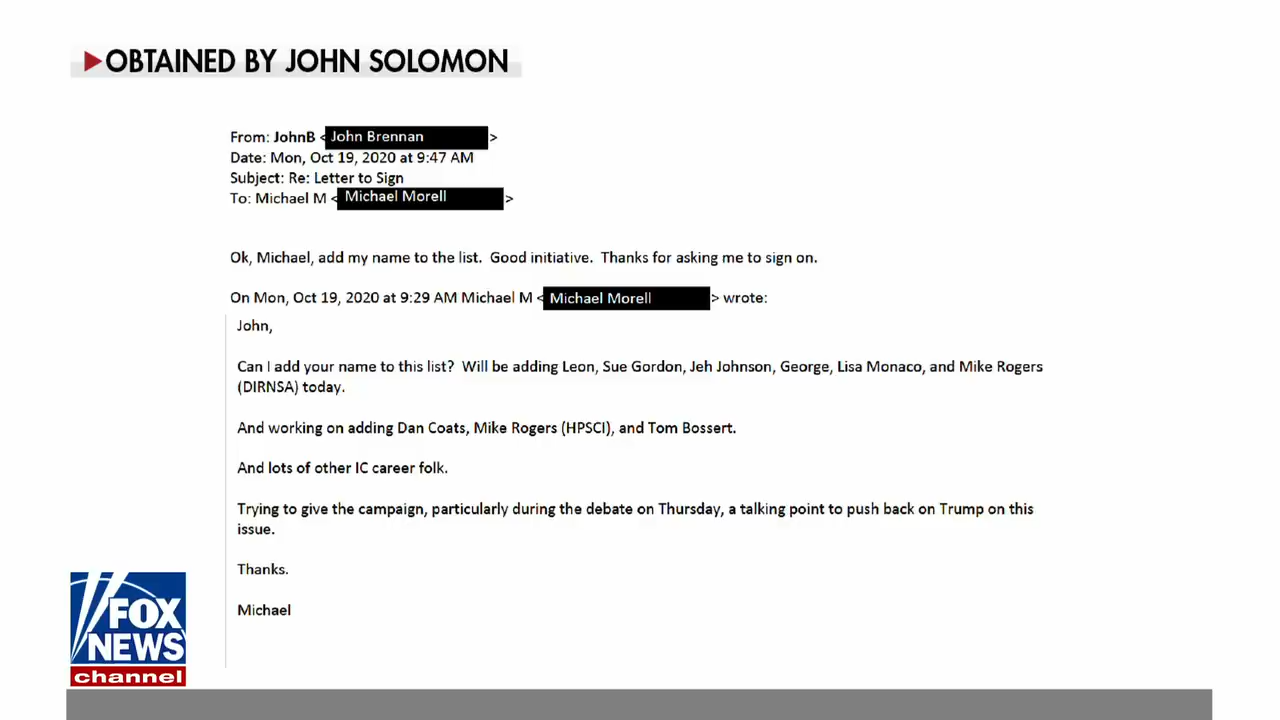 OBTAINED BY JOHN SOLOMON
From: JohnB <John Brennan>
Date: Mon, Oct 19, 2020 at 9:47 AM
Subject: Re: Letter to Sign
To: Michael M <Michael Morell>
Ok, Michael, add my name to the list.  Good initiative.  Thanks for asking me to sign on.
On Mon, Oct 19, 2020 at 9:29 AM Michael M <Michael Morell> wrote:
John,
Can I add your name to this list?  Will be adding Leon, Sue Gordon, Jeh Johnson, George, Lisa Monaco, and Mike Rogers
(DIRNSA) today.
And working on adding Dan Coats, Mike Rogers (HPSCI), and Tom Bossert.
And lots of other IC career folk.
Trying to give the campaign, particularly during the debate on Thursday, a talking point to push back on Trump on this
issue.
Thanks.
Michael
FOX
NEWS
channel